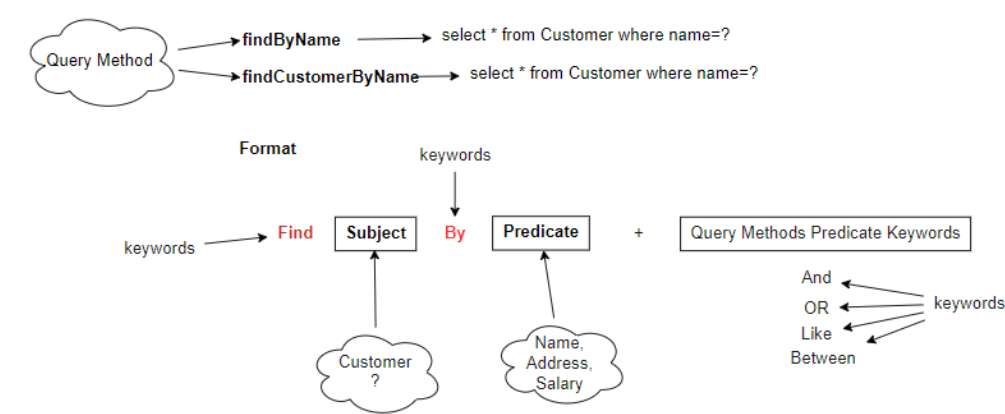 Query Method
findByName
select * from Customer where name=?
findCustomerByName
select * from Customer where name=?
Format
keywords
keywords
Find
Subject
By
Predicate
+
Query Methods Predicate Keywords
And
OR
Like
Between
keywords
Customer
?
Name,
Address,
Salary